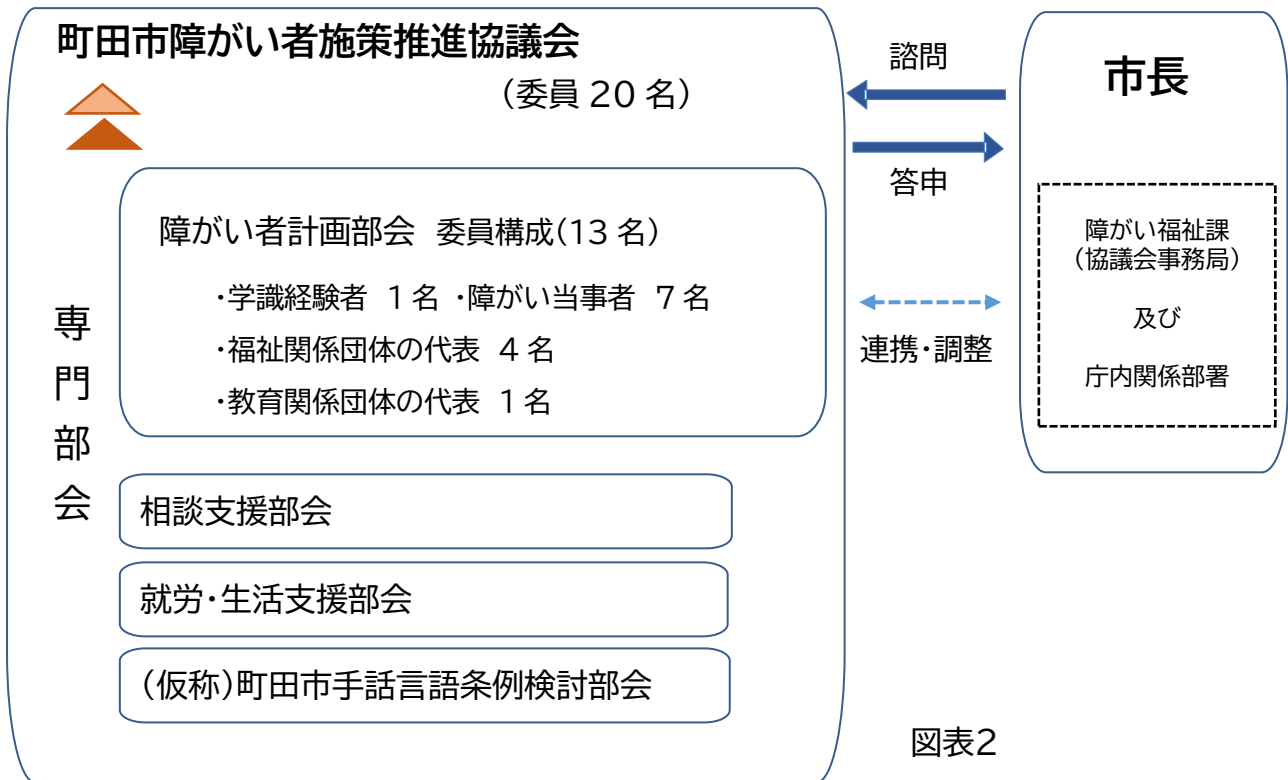 町田市障がい者施策推進協議会
（委員 20 名）
専門部会
障がい者計画部会 委員構成（13 名）
・学識経験者 1 名 ・障がい当事者 7 名
・福祉関係団体の代表 4 名
・教育関係団体の代表 1 名
相談支援部会
就労・生活支援部会
（仮称）町田市手話言語条例検討部会
諮問
答申
連携・調整
市長
障がい福祉課
（協議会事務局）
及び
庁内関係部署
図表2